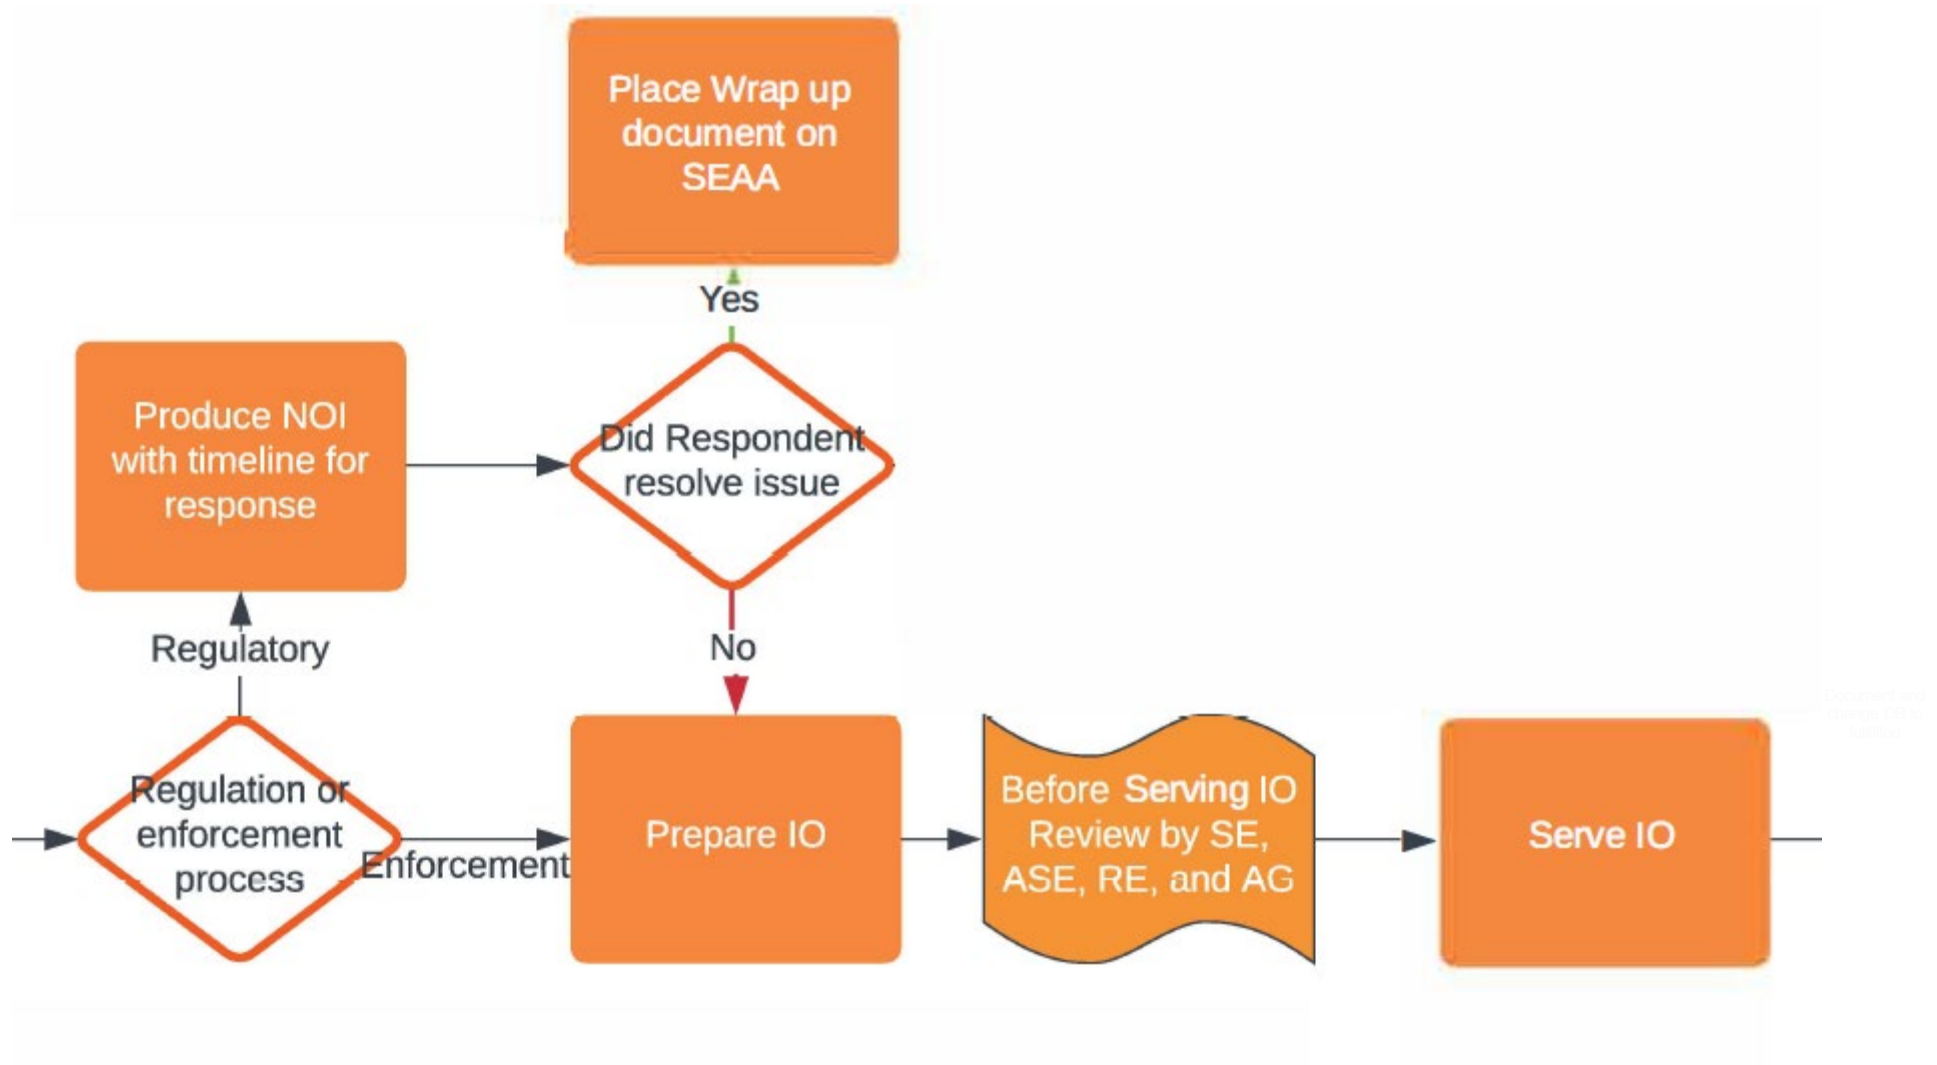 Place Wrap up
document on
SEAA
Yes
Produce NOI
with timeline for
response
Did Respondent
resolve issue
Regulatory
No
Regulation or
enforcement
process
Enforcement
Prepare IO
Before Serving IO
Review by SE,
ASE, RE, and AG
Serve IO